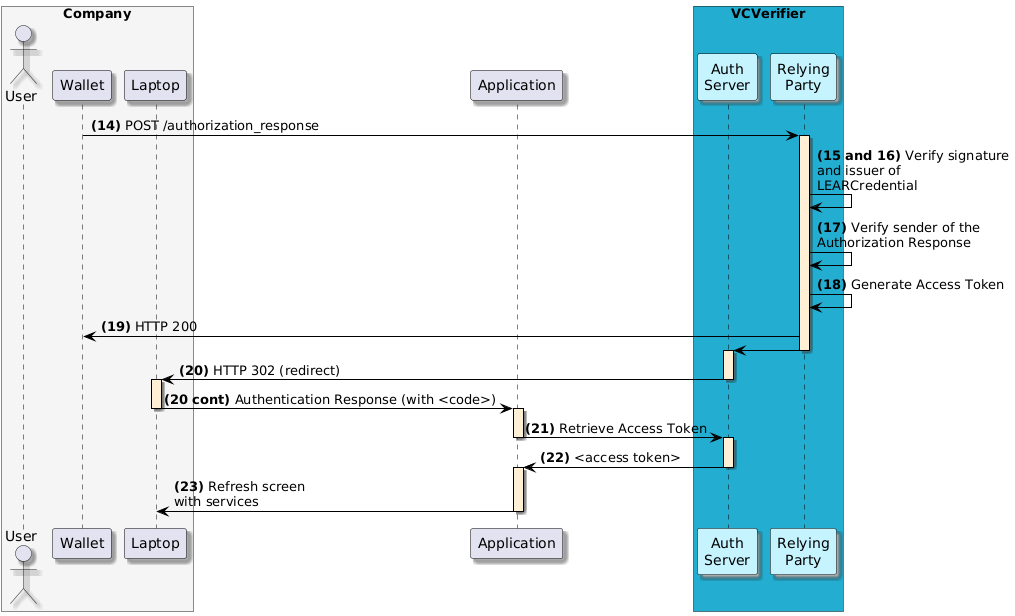 Company
VCVerifier
User
Wallet
Laptop
Application
Auth
Server
Relying
Party
(14) POST /authorization_response
(15 and 16) Verify signature
and issuer of
LEARCredential
(17) Verify sender of the
Authorization Response
(18) Generate Access Token
(19) HTTP 200
(20) HTTP 302 (redirect)
(20 cont) Authentication Response (with <code>)
(21) Retrieve Access Token
(22) <access token>
(23) Refresh screen
with services
User
Wallet
Laptop
Application
Auth
Server
Relying
Party